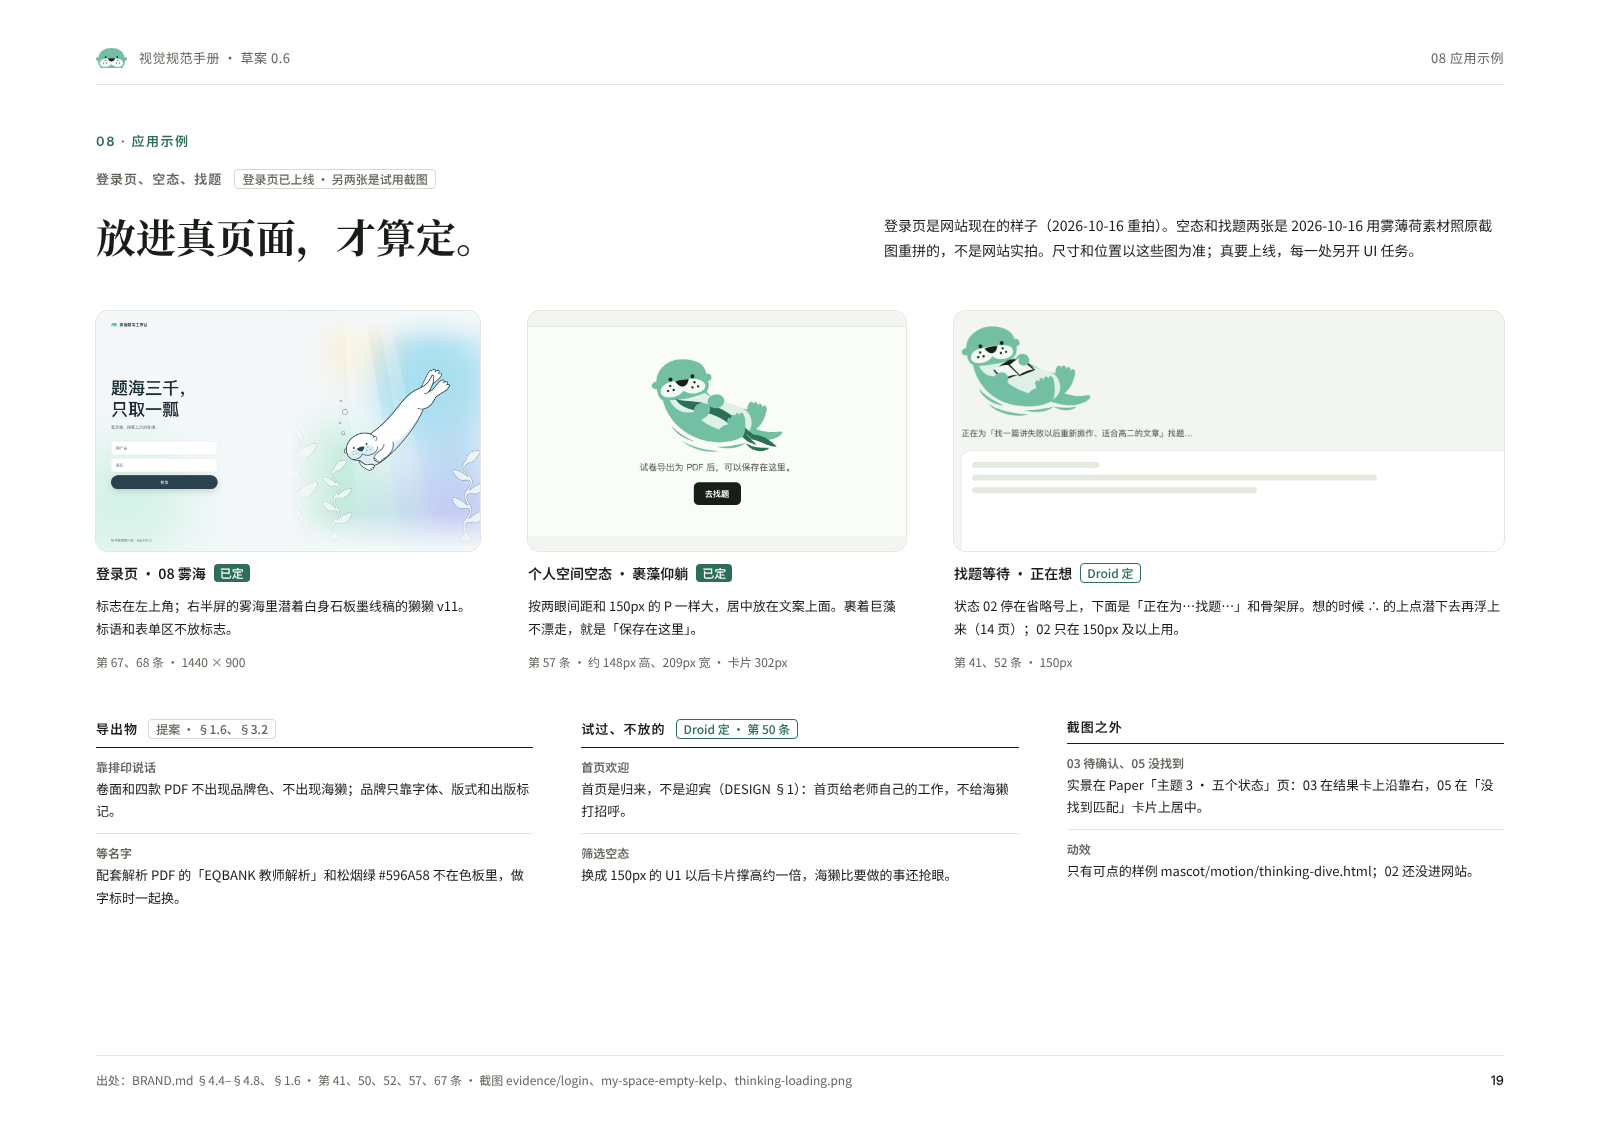 视觉规范手册 · 草案 0.6
08 应用示例
08 · 应用示例
登录页、空态、找题 登录页已上线 · 另两张是试用截图
放进真页面，才算定。
登录页是网站现在的样子（2026-10-16 重拍）。空态和找题两张是 2026-10-16 用雾薄荷素材照原截
图重拼的，不是网站实拍。尺寸和位置以这些图为准；真要上线，每一处另开 UI 任务。
题海三千，
只取一瓢
登录
试卷导出为 PDF 后，可以保存在这里。
去找题
正在为「找一篇讲失败以后重新振作、适合高二的文章」找题…
登录页 · 08 雾海 已定
标志在左上角；右半屏的雾海里潜着白身石板墨线稿的獭獭 v11。
标语和表单区不放标志。
第 67、68 条 · 1440 × 900
个人空间空态 · 裹藻仰躺 已定
按两眼间距和 150px 的 P 一样大，居中放在文案上面。裹着巨藻
不漂走，就是「保存在这里」。
第 57 条 · 约 148px 高、209px 宽 · 卡片 302px
找题等待 · 正在想 Droid 定
状态 02 停在省略号上，下面是「正在为…找题…」和骨架屏。想的时候 ∴ 的上点潜下去再浮上
来（14 页）；02 只在 150px 及以上用。
第 41、52 条 · 150px
导出物 提案 · §1.6、§3.2
靠排印说话
卷面和四款 PDF 不出现品牌色、不出现海獭；品牌只靠字体、版式和出版标
记。
等名字
配套解析 PDF 的「EQBANK 教师解析」和松烟绿 #596A58 不在色板里，做
字标时一起换。
试过、不放的 Droid 定 · 第 50 条
首页欢迎
首页是归来，不是迎宾（DESIGN §1）：首页给老师自己的工作，不给海獭
打招呼。
筛选空态
换成 150px 的 U1 以后卡片撑高约一倍，海獭比要做的事还抢眼。
截图之外
03 待确认、05 没找到
实景在 Paper「主题 3 · 五个状态」页：03 在结果卡上沿靠右，05 在「没
找到匹配」卡片上居中。
动效
只有可点的样例 mascot/motion/thinking-dive.html；02 还没进网站。
出处：BRAND.md §4.4–§4.8、§1.6 · 第 41、50、52、57、67 条 · 截图 evidence/login、my-space-empty-kelp、thinking-loading.png
19